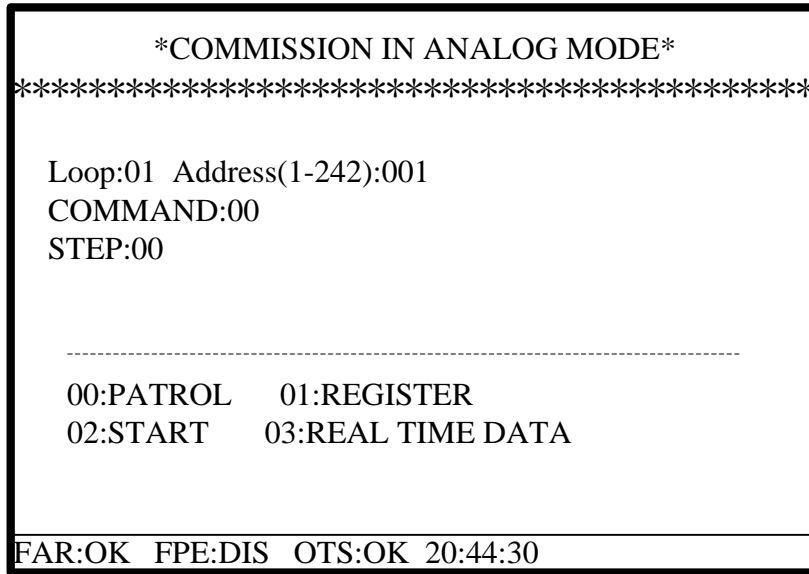 *COMMISSION IN ANALOG MODE*
*******************************************
Loop:01 Address(1-242):001
COMMAND:00
STEP:00
----------------------------------------------------------------------------------------
00:PATROL 01:REGISTER
02:START 03:REAL TIME DATA
FAR:OK FPE:DIS OTS:OK 20:44:30